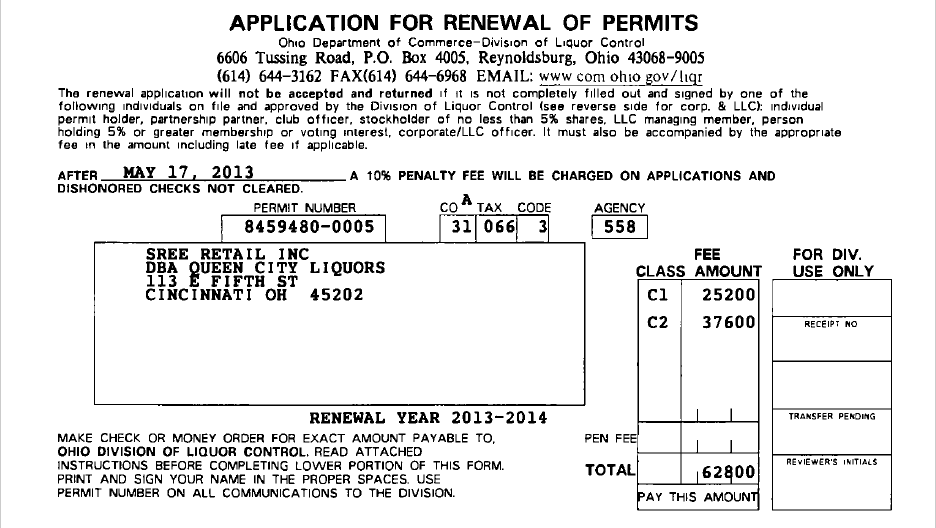 APPLICATION FOR RENEWAL OF PERMITS
Ohio Department of Commerce-Division of Liquor Control
6606 Tussing Road, P.O. Box 4005, Reynoldsburg, Ohio 43068-9005
(614) 644-3162 FAX(614) 644-6968 EMAIL: www com ohio gov/liqr
The renewal application will not be accepted and returned if it is not completely filled out and signed by one of the
following individuals on file and approved by the Division of Liquor Control (see reverse side for corp. & LLC): individual
permit holder, partnership partner, club officer, stockholder of no less than 5% shares, LLC managing member, person
holding 5% or greater membership or voting interest, corporate/LLC officer. It must also be accompanied by the appropriate
fee in the amount including late fee if applicable.
AFTER MAY 17, 2013 A 10% PENALTY FEE WILL BE CHARGED ON APPLICATIONS AND
DISHONORED CHECKS NOT CLEARED.
PERMIT NUMBER CO A TAX CODE AGENCY
8459480-0005 31 066 3 558
SREE RETAIL INC
DBA QUEEN CITY LIQUORS
113 E FIFTH ST
CINCINNATI OH 45202
FEE FOR DIV.
CLASS AMOUNT USE ONLY
C1 25200
C2 37600 RECEIPT NO
RENEWAL YEAR 2013-2014 TRANSFER PENDING
MAKE CHECK OR MONEY ORDER FOR EXACT AMOUNT PAYABLE TO, PEN FEE
OHIO DIVISION OF LIQUOR CONTROL. READ ATTACHED
INSTRUCTIONS BEFORE COMPLETING LOWER PORTION OF THIS FORM. REVIEWER'S INITIALS
PRINT AND SIGN YOUR NAME IN THE PROPER SPACES. USE TOTAL 62800
PERMIT NUMBER ON ALL COMMUNICATIONS TO THE DIVISION. PAY THIS AMOUNT